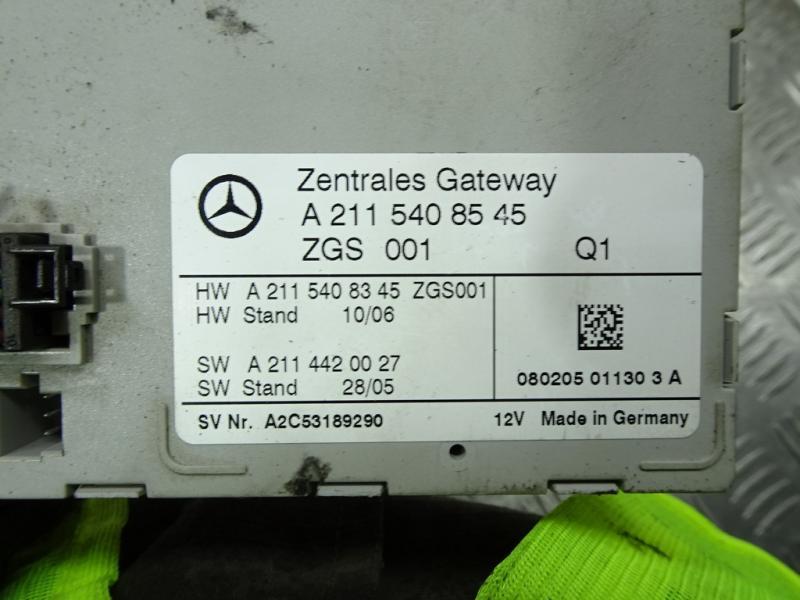 Zentrales Gateway
A 211 540 85 45
ZGS 001 Q1
HW A 211 540 83 45 ZGS001
HW Stand 10/06
SW A 211 442 00 27
SW Stand 28/05
080205 01130 3 A
SV Nr. A2C53189290 12V Made in Germany